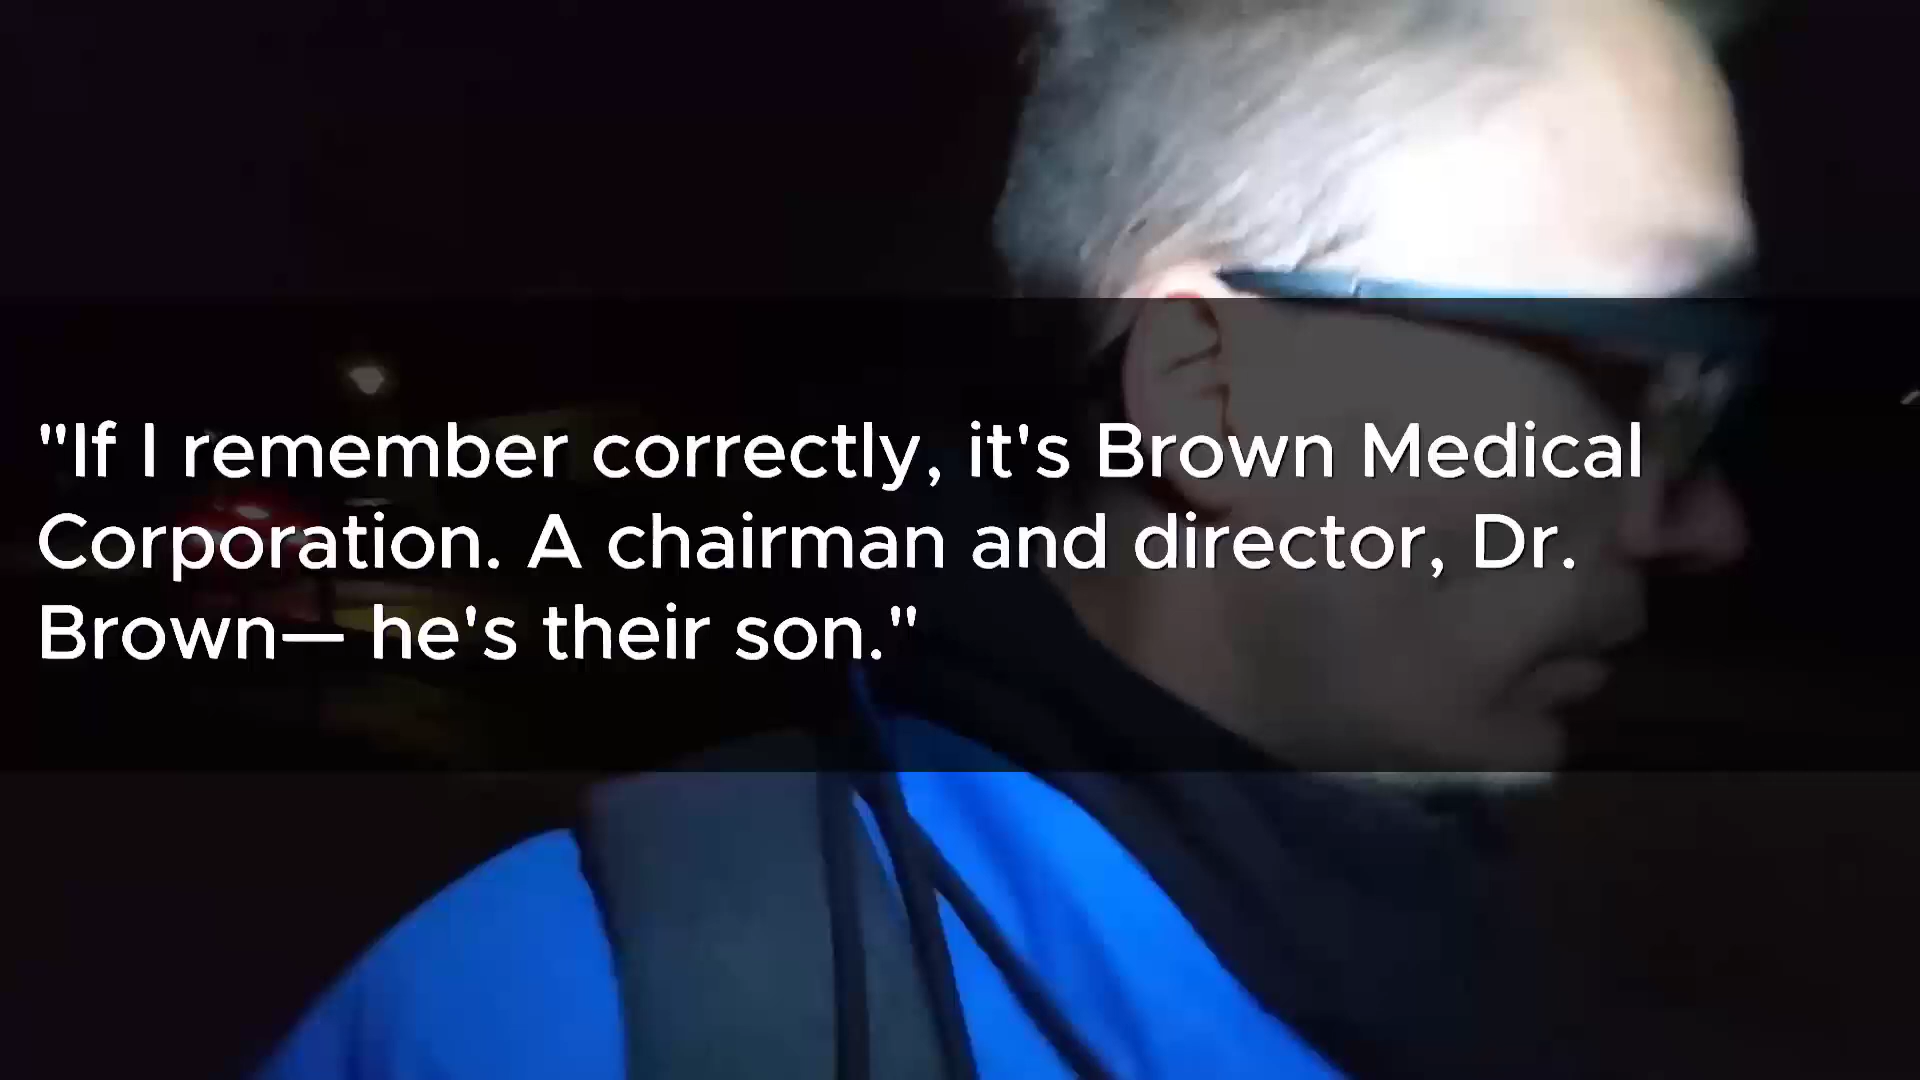 "If I remember correctly, it's Brown Medical
Corporation. A chairman and director, Dr.
Brown— he's their son."